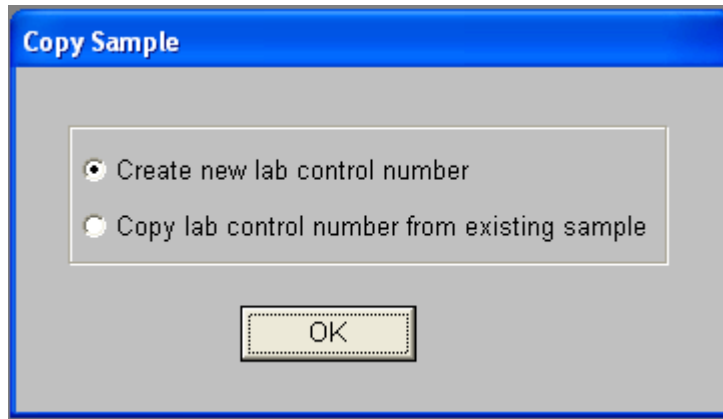 Copy Sample
Create new lab control number
Copy lab control number from existing sample
OK